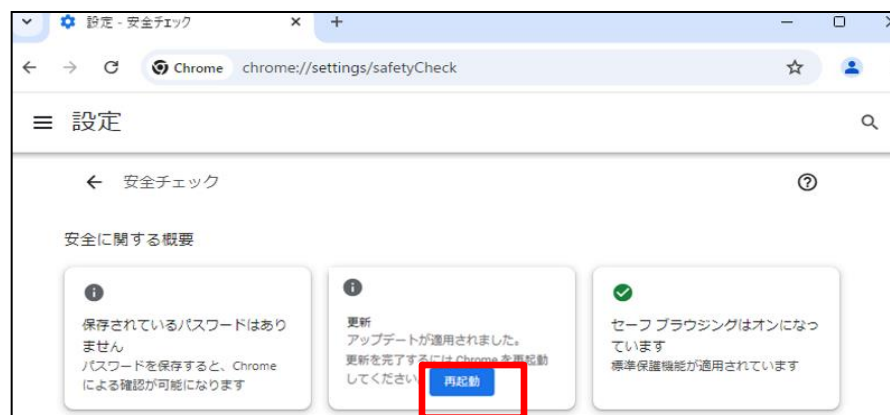 設定 - 安全チェック
Chrome chrome://settings/safetyCheck
設定
安全チェック
安全に関する概要
保存されているパスワードはあり
ません
パスワードを保存すると、Chrome
による確認が可能になります
更新
アップデートが適用されました。
更新を完了するには Chrome を再起動
してください。
再起動
セーフ ブラウジングはオンになっ
ています
標準保護機能が適用されています